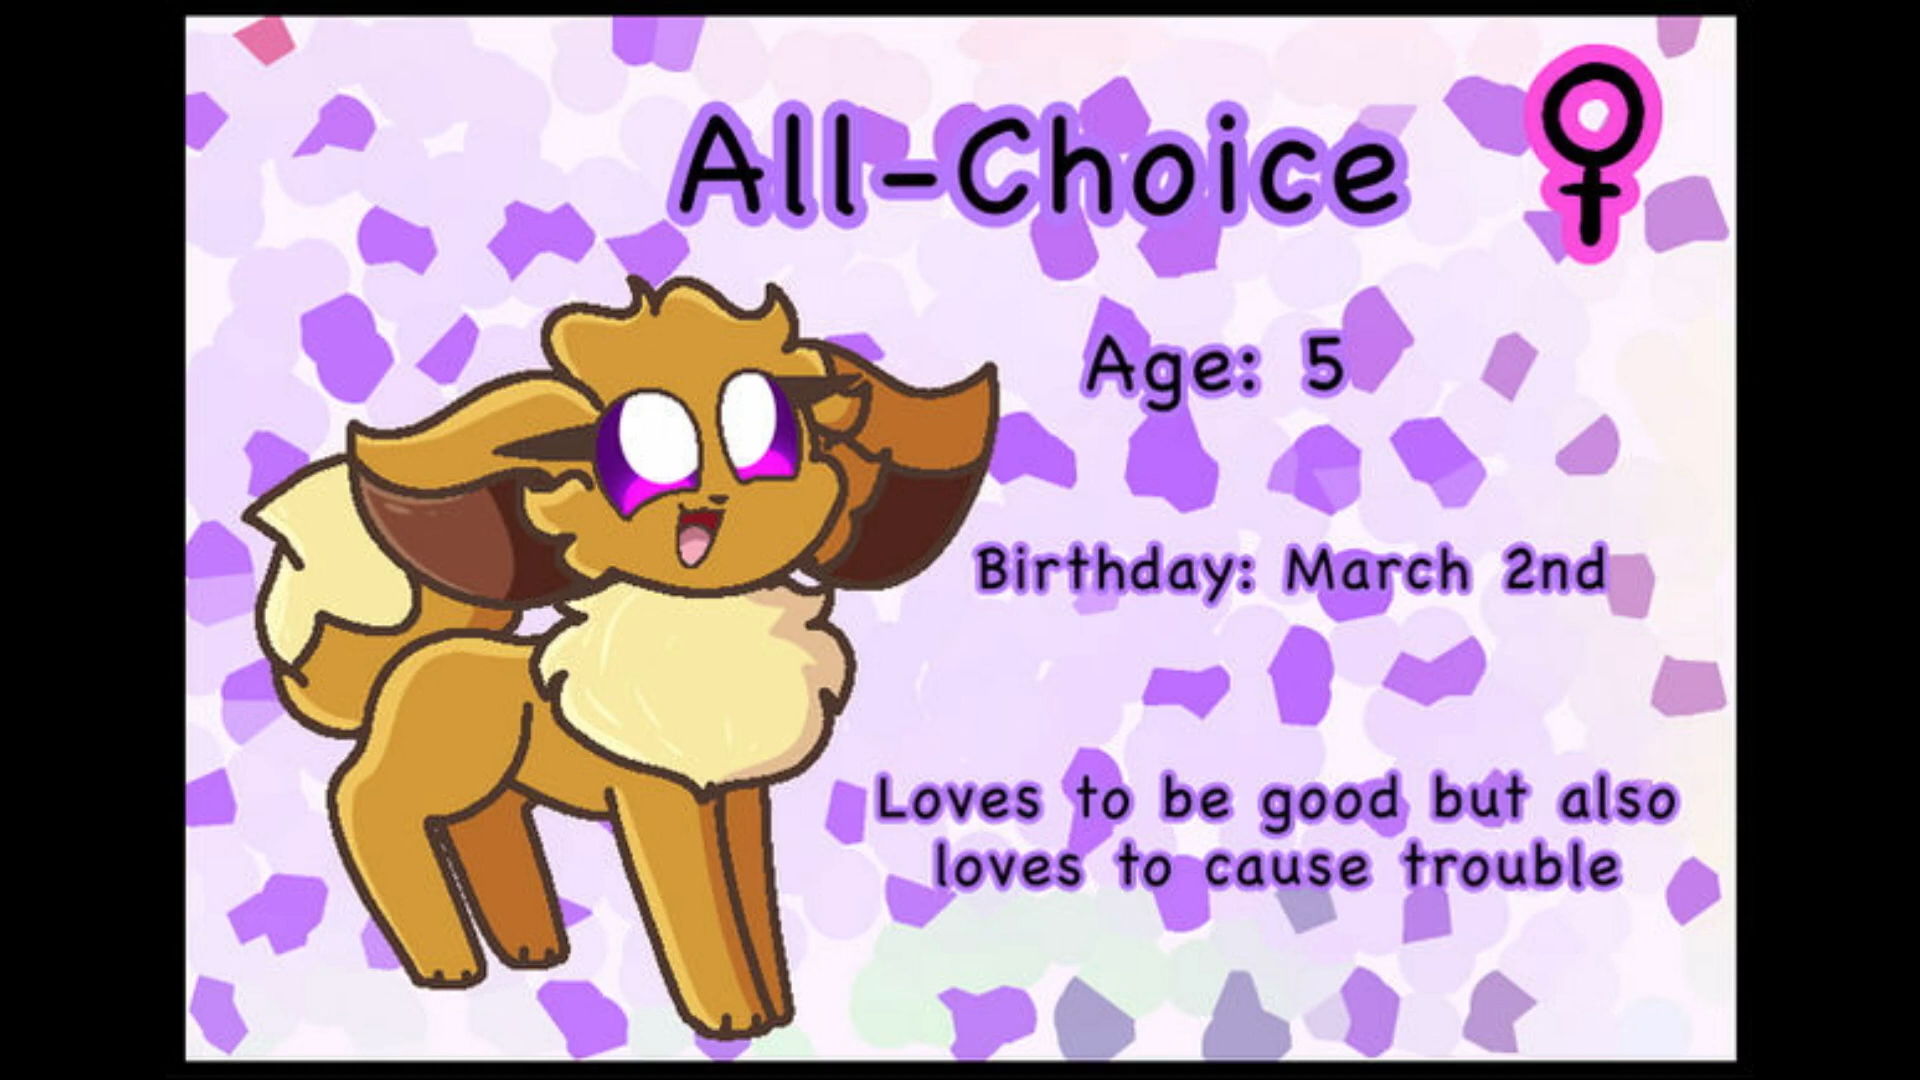 All-Choice
Age: 5
Birthday: March 2nd
Loves to be good but also
loves to cause trouble